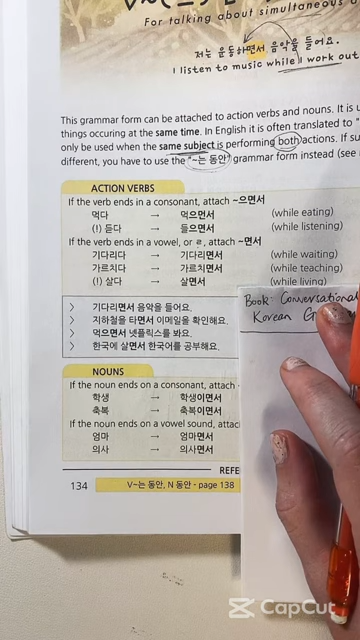 For talking about simultaneous
저는 운동하면서 음악을 들어요.
I listen to music while I work out
This grammar form can be attached to action verbs and nouns. It is
things occuring at the same time. In English it is often translated to "
only be used when the same subject is performing both actions. If
different, you have to use the "~는 동안" grammar form instead (see
ACTION VERBS
If the verb ends in a consonant, attach ~으면서
먹다 → 먹으면서 (while eating)
(!) 듣다 → 들으면서 (while listening)
If the verb ends in a vowel, or ㄹ, attach ~면서
기다리다 → 기다리면서 (while waiting)
가르치다 → 가르치면서 (while teaching)
(!) 살다 → 살면서 (while living)
> 기다리면서 음악을 들어요.
> 지하철을 타면서 이메일을 확인해요.
> 먹으면서 넷플릭스를 봐요.
> 한국에 살면서 한국어를 공부해요.
Book: Conversational
Korean
NOUNS
If the noun ends on a consonant, attach
학생 → 학생이면서
축복 → 축복이면서
If the noun ends on a vowel sound,
엄마 → 엄마면서
의사 → 의사면서
134 V~는 동안, N 동안 - page 138
CapCut